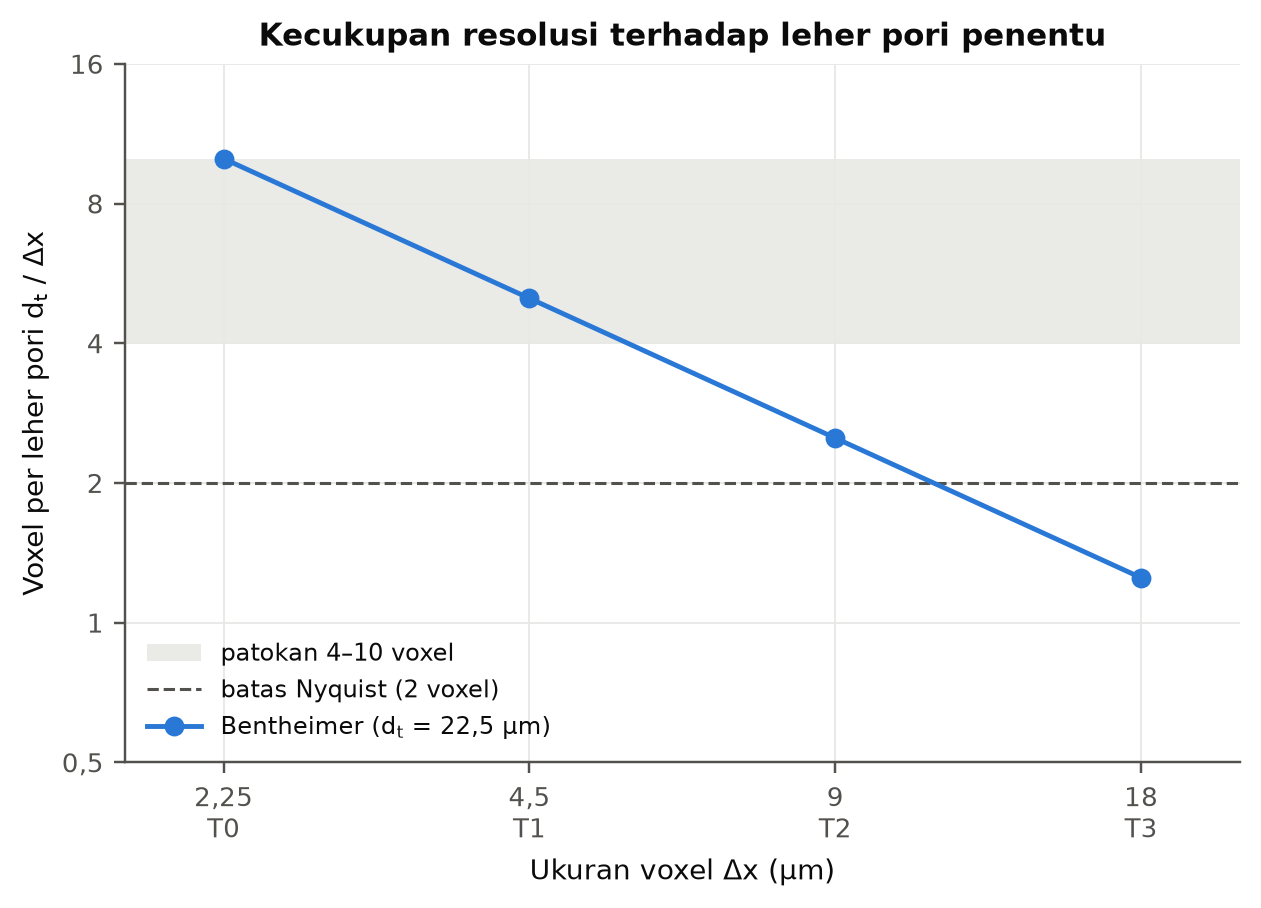 Kecukupan resolusi terhadap leher pori penentu
Voxel per leher pori dₜ / Δx
16
8
4
2
1
0,5
patokan 4–10 voxel
batas Nyquist (2 voxel)
Bentheimer (dₜ = 22,5 µm)
2,25 4,5 9 18
T0 T1 T2 T3
Ukuran voxel Δx (µm)